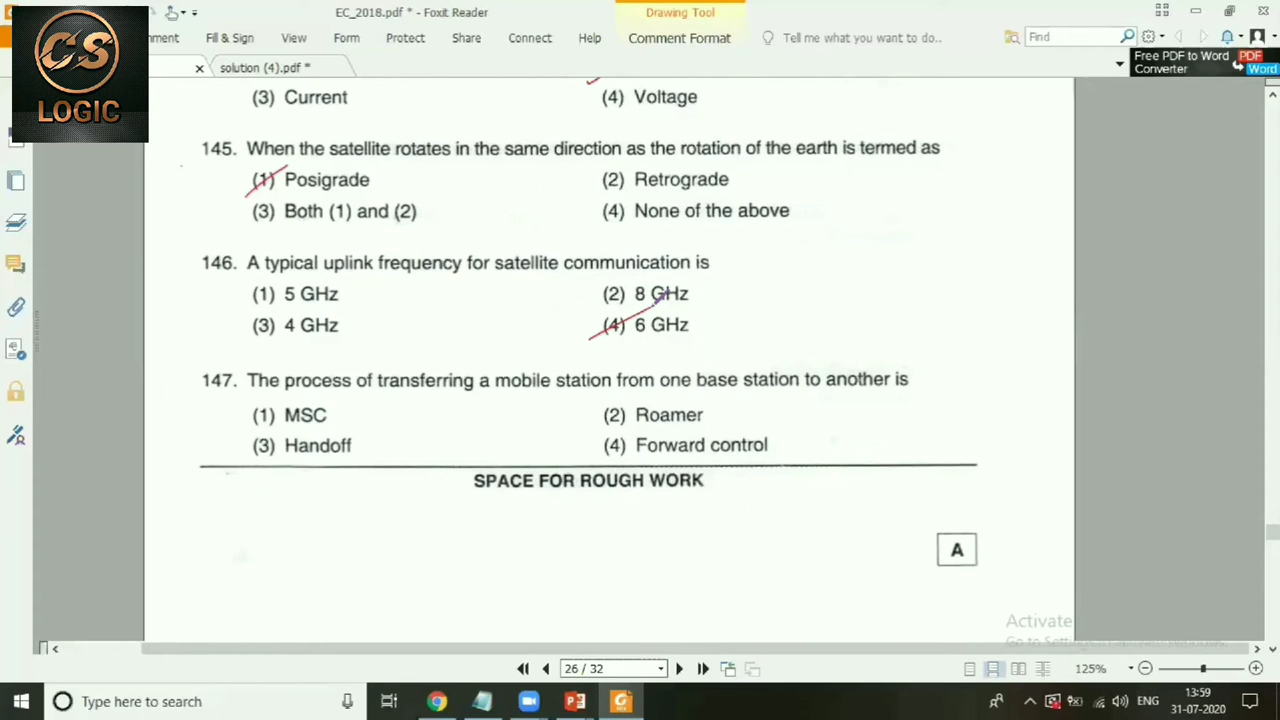 EC_2018.pdf * - Foxit Reader
Drawing Tool
CS
LOGIC
mment
Fill & Sign
View
Form
Protect
Share
Connect
Help
Comment Format
Tell me what you want to do..
Find
solution (4).pdf *
Free PDF to Word
Converter
PDF
Word
(3) Current
(4) Voltage
145. When the satellite rotates in the same direction as the rotation of the earth is termed as
(1) Posigrade
(2) Retrograde
(3) Both (1) and (2)
(4) None of the above
146. A typical uplink frequency for satellite communication is
(1) 5 GHz
(2) 8 GHz
(3) 4 GHz
(4) 6 GHz
147. The process of transferring a mobile station from one base station to another is
(1) MSC
(2) Roamer
(3) Handoff
(4) Forward control
SPACE FOR ROUGH WORK
A
Activate
26 / 32
125%
Type here to search
ENG
13:59
31-07-2020